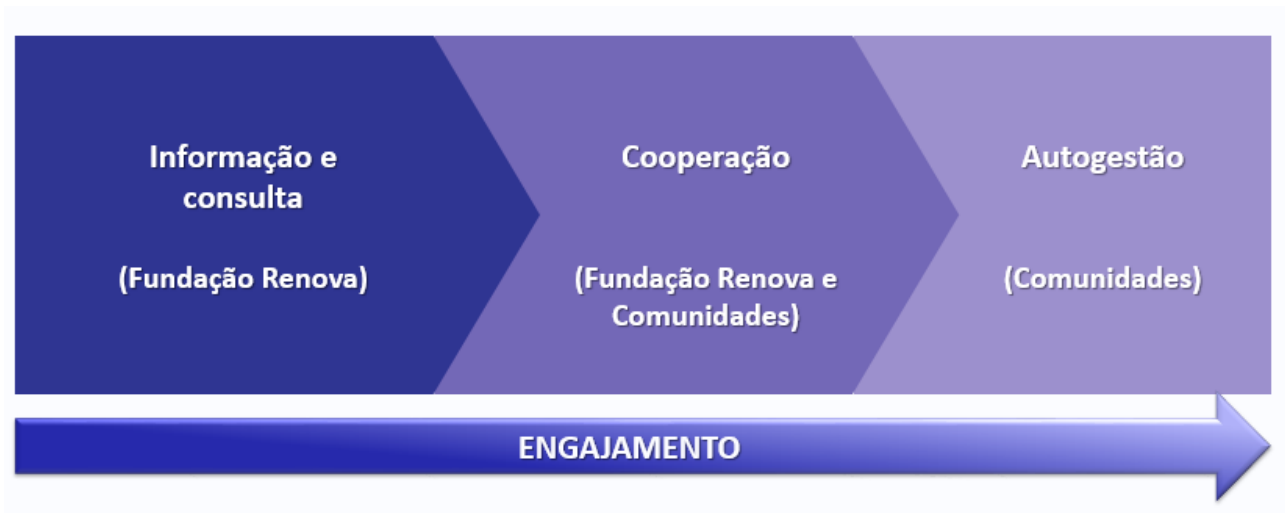 Informação e
consulta
(Fundação Renova)
Cooperação
(Fundação Renova e
Comunidades)
Autogestão
(Comunidades)
ENGAJAMENTO